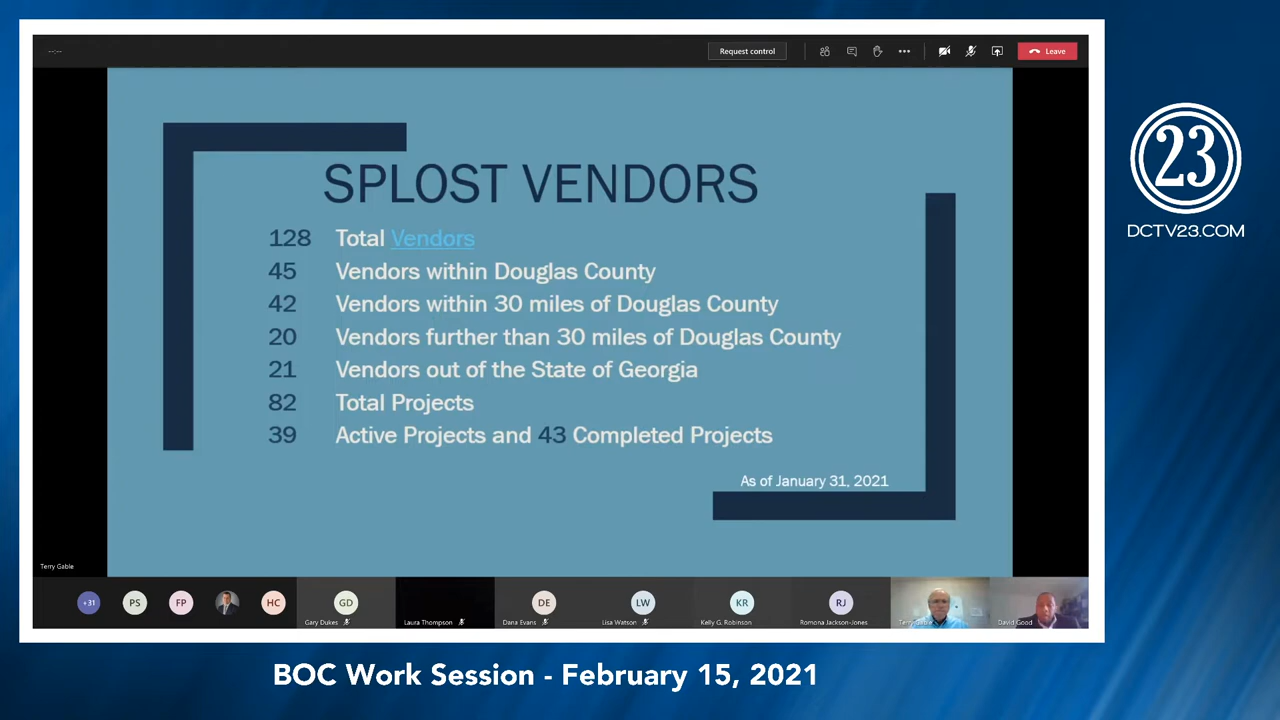 --:--
Request control
Leave
23
DCTV23.COM
SPLOST VENDORS
128 Total Vendors
45 Vendors within Douglas County
42 Vendors within 30 miles of Douglas County
20 Vendors further than 30 miles of Douglas County
21 Vendors out of the State of Georgia
82 Total Projects
39 Active Projects and 43 Completed Projects
As of January 31, 2021
Terry Gable
+31 PS FP HC GD DE LW KR RJ
Gary Dukes Laura Thompson Dana Evans Lisa Watson Kelly G. Robinson Romona Jackson-Jones Terry Gable David Good
BOC Work Session - February 15, 2021